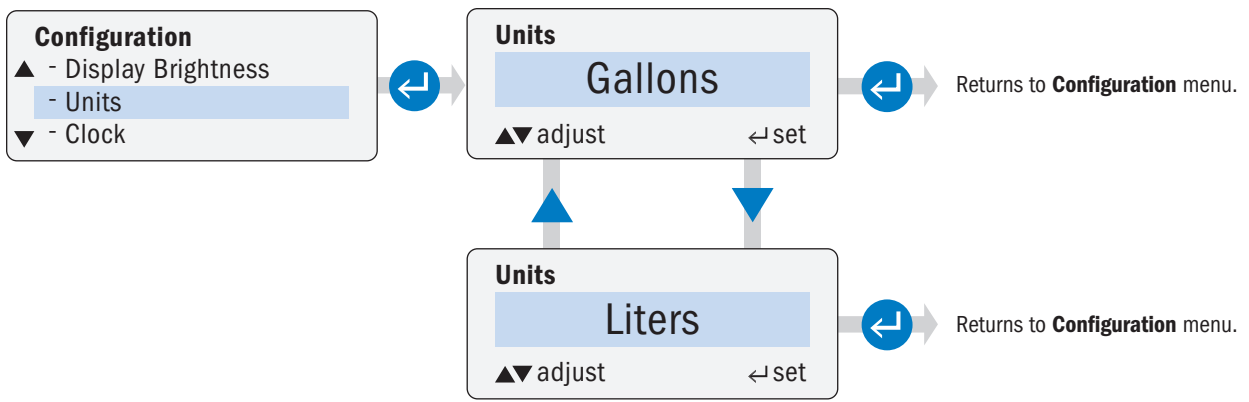 Configuration
▲ - Display Brightness
- Units
▼ - Clock
Units
Gallons
▲▼ adjust ↵ set
Returns to Configuration menu.
Units
Liters
▲▼ adjust ↵ set
Returns to Configuration menu.